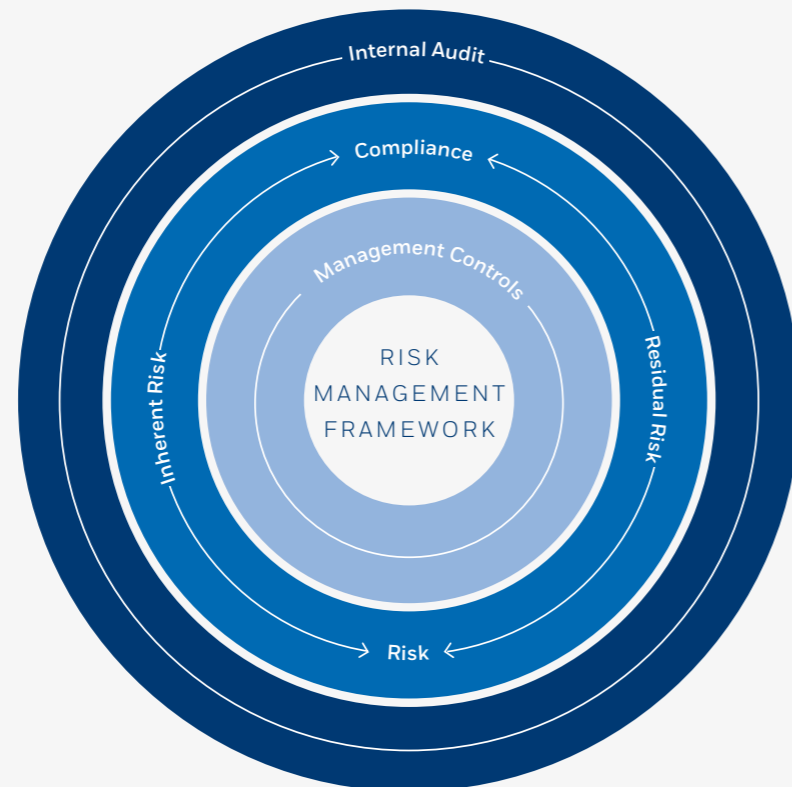 Internal Audit
Compliance
Management Controls
RISK
MANAGEMENT
FRAMEWORK
Inherent Risk
Residual Risk
Risk